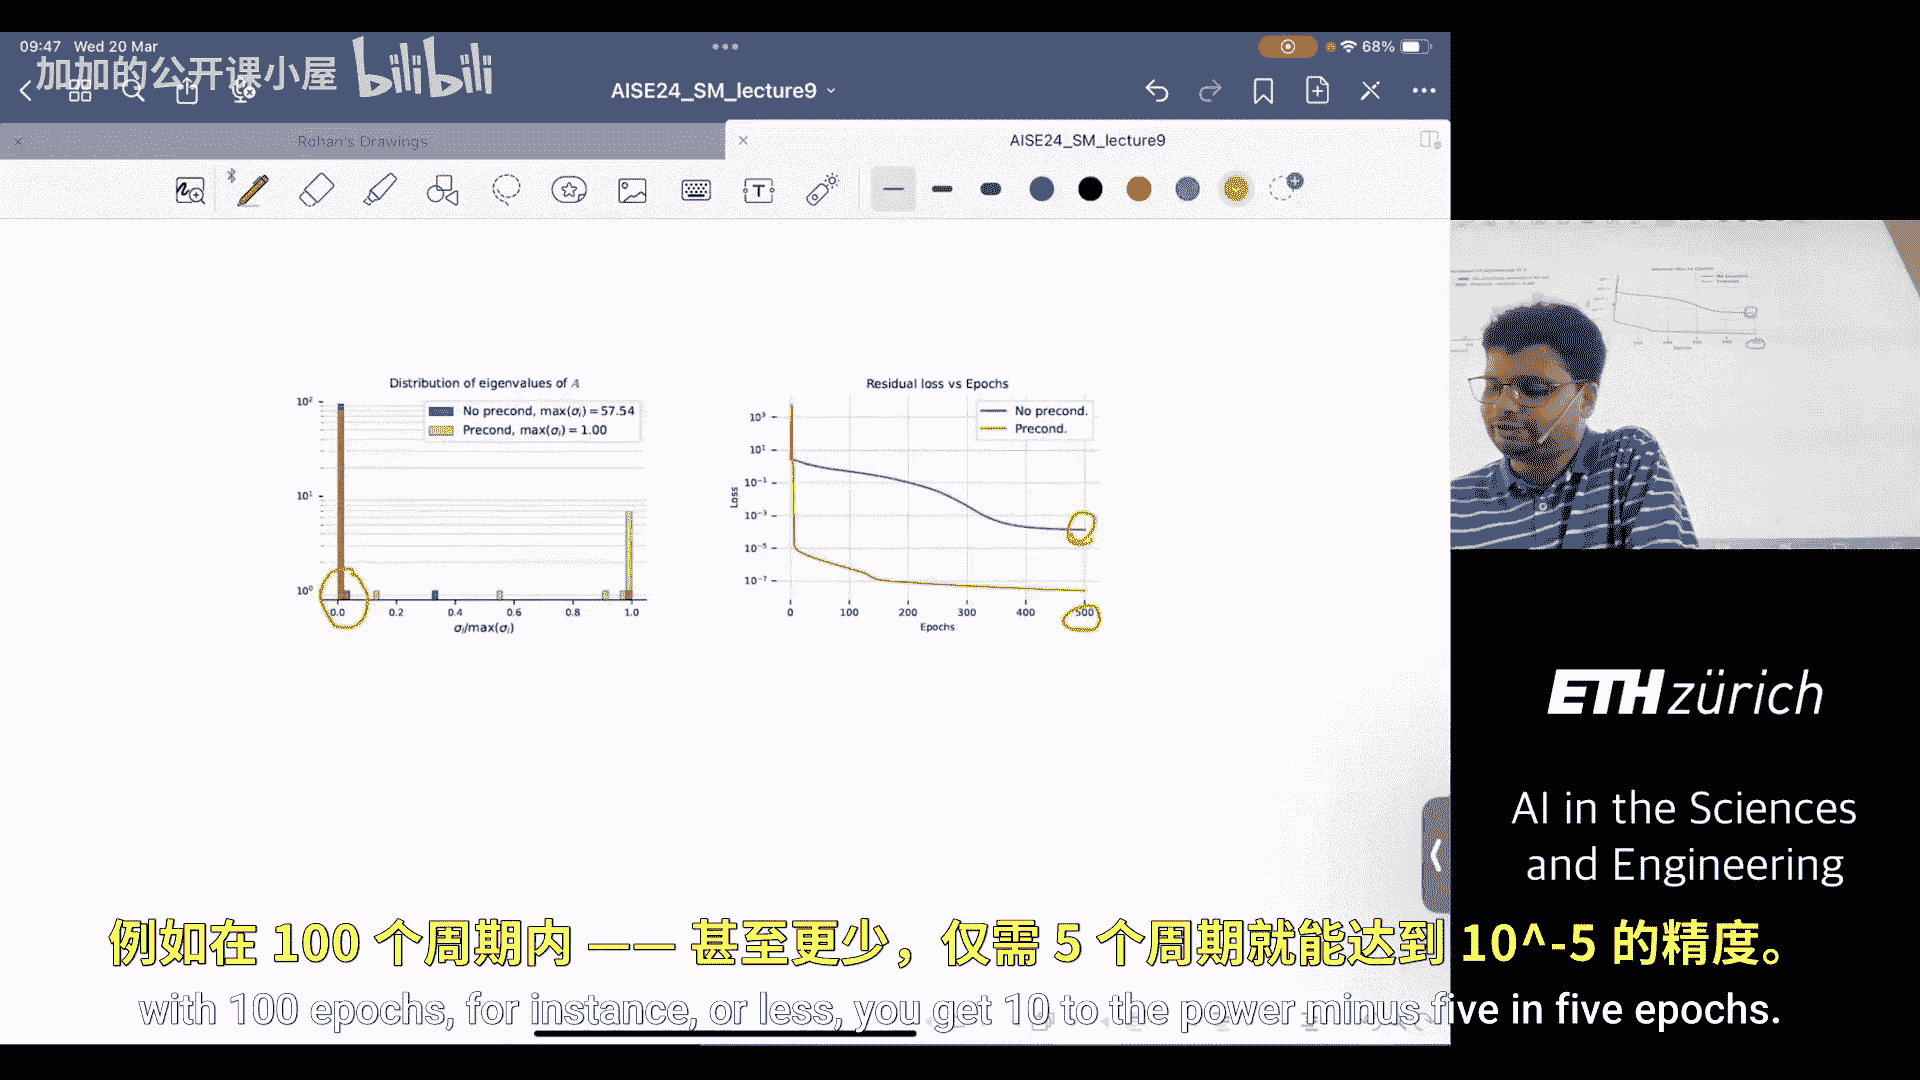 09:47 Wed 20 Mar
68%
加加的公开课小屋 bilibili
AISE24_SM_lecture9
Rohan's Drawings
AISE24_SM_lecture9
Distribution of eigenvalues of 𝔸
No precond, max(σᵢ) = 57.54
Precond, max(σᵢ) = 1.00
10²
10¹
10⁰
0.0 0.2 0.4 0.6 0.8 1.0
σᵢ/max(σᵢ)
Residual loss vs Epochs
No precond.
Precond.
Loss
10³
10¹
10⁻¹
10⁻³
10⁻⁵
10⁻⁷
0 100 200 300 400 500
Epochs
ETH zürich
AI in the Sciences
and Engineering
例如在 100 个周期内 —— 甚至更少，仅需 5 个周期就能达到 10^-5 的精度。
with 100 epochs, for instance, or less, you get 10 to the power minus five in five epochs.